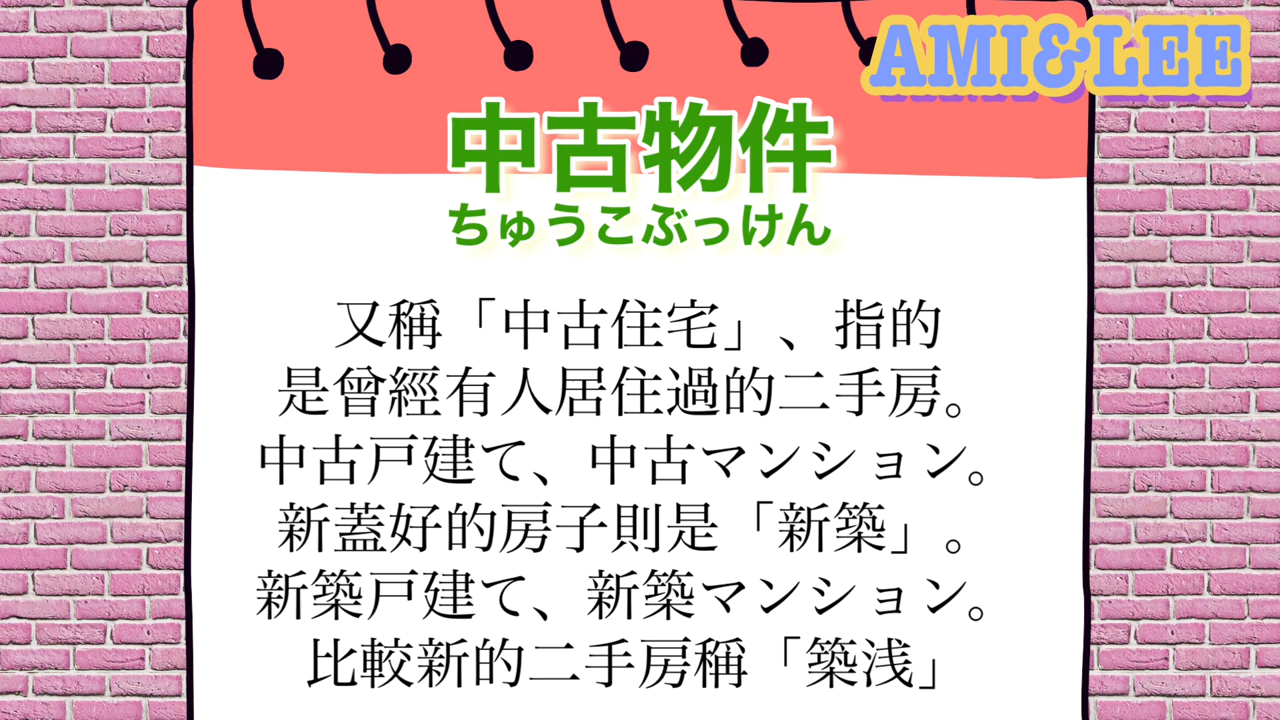 AMI&LEE
中古物件
ちゅうこぶっけん
又稱「中古住宅」、指的
是曾經有人居住過的二手房。
中古戸建て、中古マンション。
新蓋好的房子則是「新築」。
新築戸建て、新築マンション。
比較新的二手房稱「築浅」